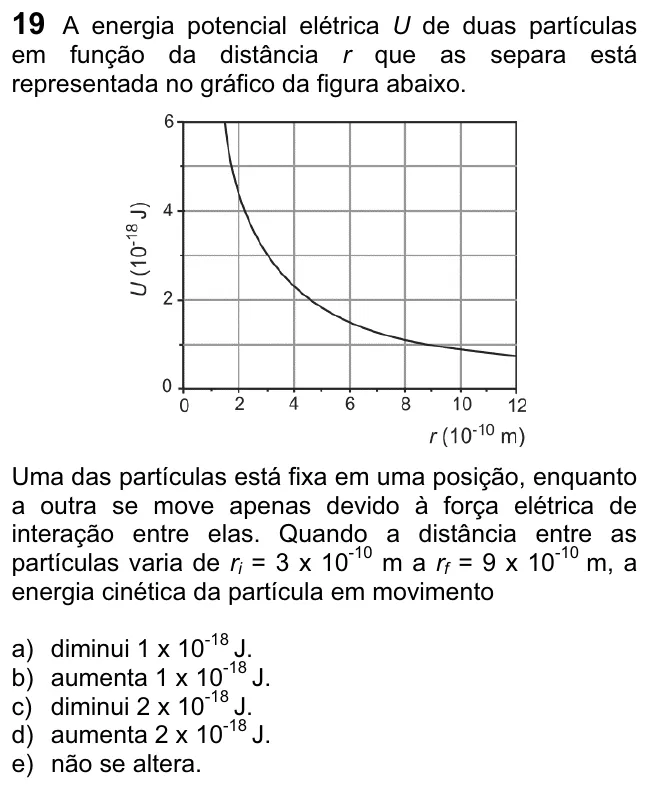 19 A energia potencial elétrica U de duas partículas
em função da distância r que as separa está
representada no gráfico da figura abaixo.
6
4
2
0
U (10⁻¹⁸ J)
0 2 4 6 8 10 12
r (10⁻¹⁰ m)
Uma das partículas está fixa em uma posição, enquanto
a outra se move apenas devido à força elétrica de
interação entre elas. Quando a distância entre as
partículas varia de rᵢ = 3 x 10⁻¹⁰ m a r_f = 9 x 10⁻¹⁰ m, a
energia cinética da partícula em movimento
a) diminui 1 x 10⁻¹⁸ J.
b) aumenta 1 x 10⁻¹⁸ J.
c) diminui 2 x 10⁻¹⁸ J.
d) aumenta 2 x 10⁻¹⁸ J.
e) não se altera.